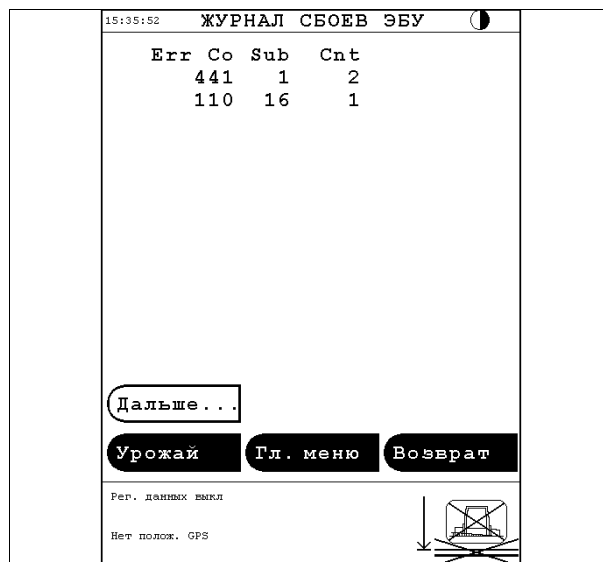 15:35:52 ЖУРНАЛ СБОЕВ ЭБУ
Err Co Sub Cnt
441 1 2
110 16 1
Дальше...
Урожай Гл. меню Возврат
Рег. данных выкл
Нет полож. GPS